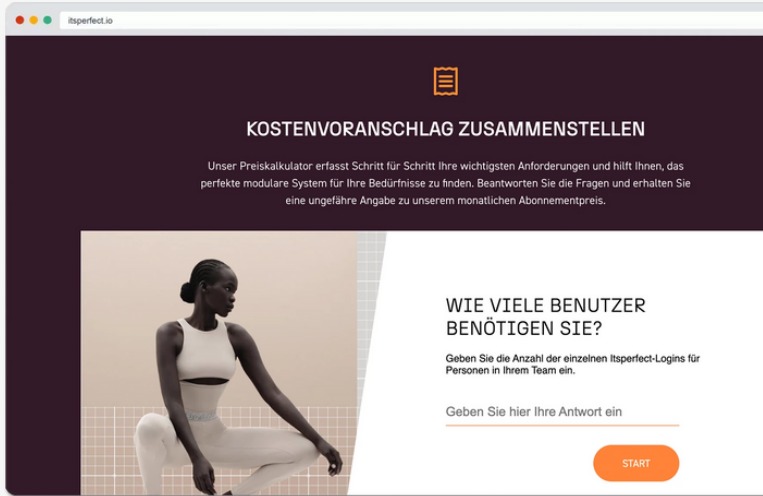 itsperfect.io
KOSTENVORANSCHLAG ZUSAMMENSTELLEN
Unser Preiskalkulator erfasst Schritt für Schritt Ihre wichtigsten Anforderungen und hilft Ihnen, das
perfekte modulare System für Ihre Bedürfnisse zu finden. Beantworten Sie die Fragen und erhalten Sie
eine ungefähre Angabe zu unserem monatlichen Abonnementpreis.
WIE VIELE BENUTZER
BENÖTIGEN SIE?
Geben Sie die Anzahl der einzelnen Itsperfect-Logins für
Personen in Ihrem Team ein.
Geben Sie hier Ihre Antwort ein
START